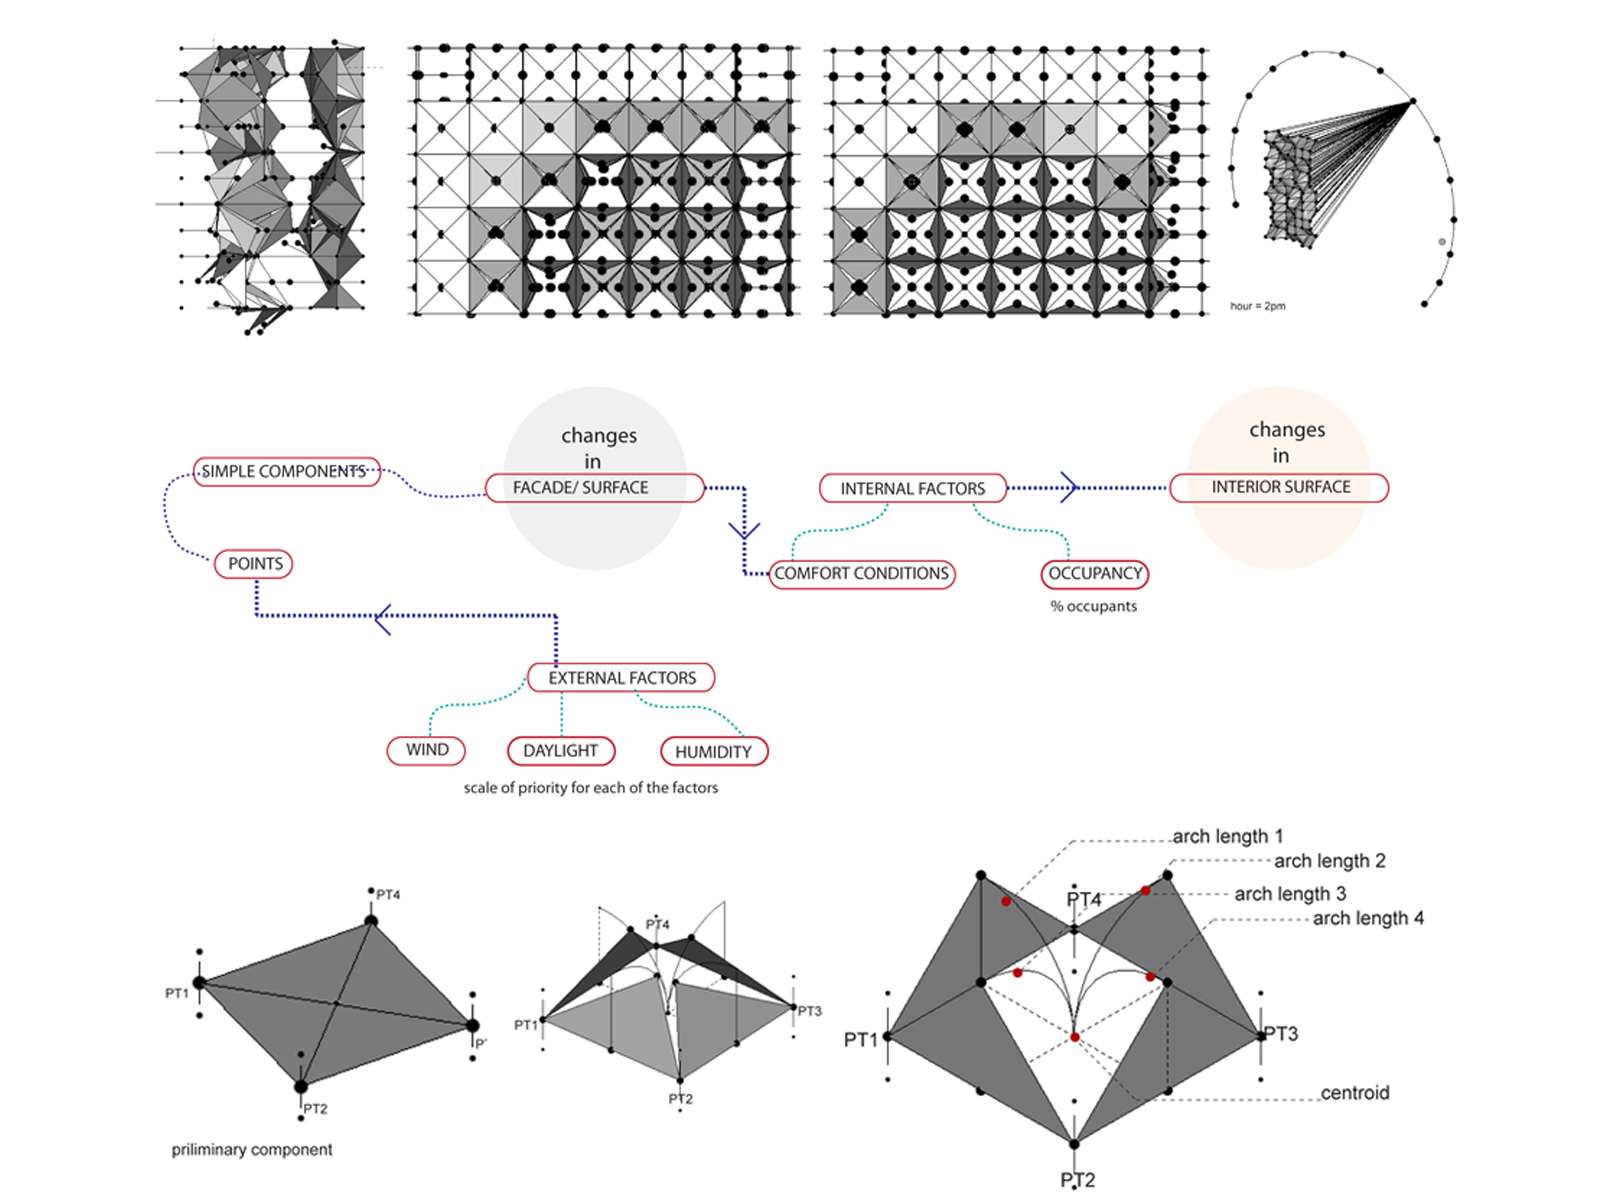 hour = 2pm
changes
in
FACADE/ SURFACE
changes
in
INTERIOR SURFACE
SIMPLE COMPONENTS
INTERNAL FACTORS
POINTS
COMFORT CONDITIONS
OCCUPANCY
% occupants
EXTERNAL FACTORS
WIND
DAYLIGHT
HUMIDITY
scale of priority for each of the factors
PT4
PT1
P'
PT2
priliminary component
PT4
PT1
PT3
PT2
arch length 1
arch length 2
arch length 3
arch length 4
PT4
PT1
PT3
centroid
PT2